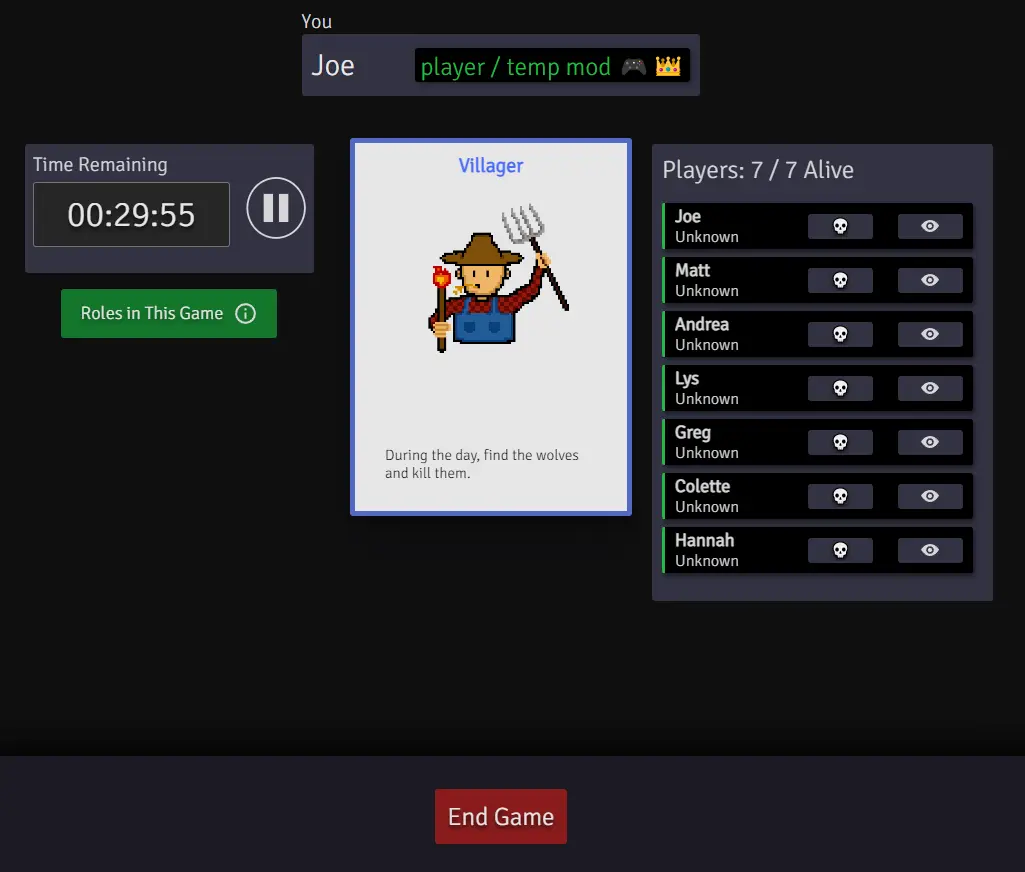 You
Joe
player / temp mod
Time Remaining
00:29:55
Roles in This Game
Villager
During the day, find the wolves
and kill them.
Players: 7 / 7 Alive
Joe
Unknown
Matt
Unknown
Andrea
Unknown
Lys
Unknown
Greg
Unknown
Colette
Unknown
Hannah
Unknown
End Game